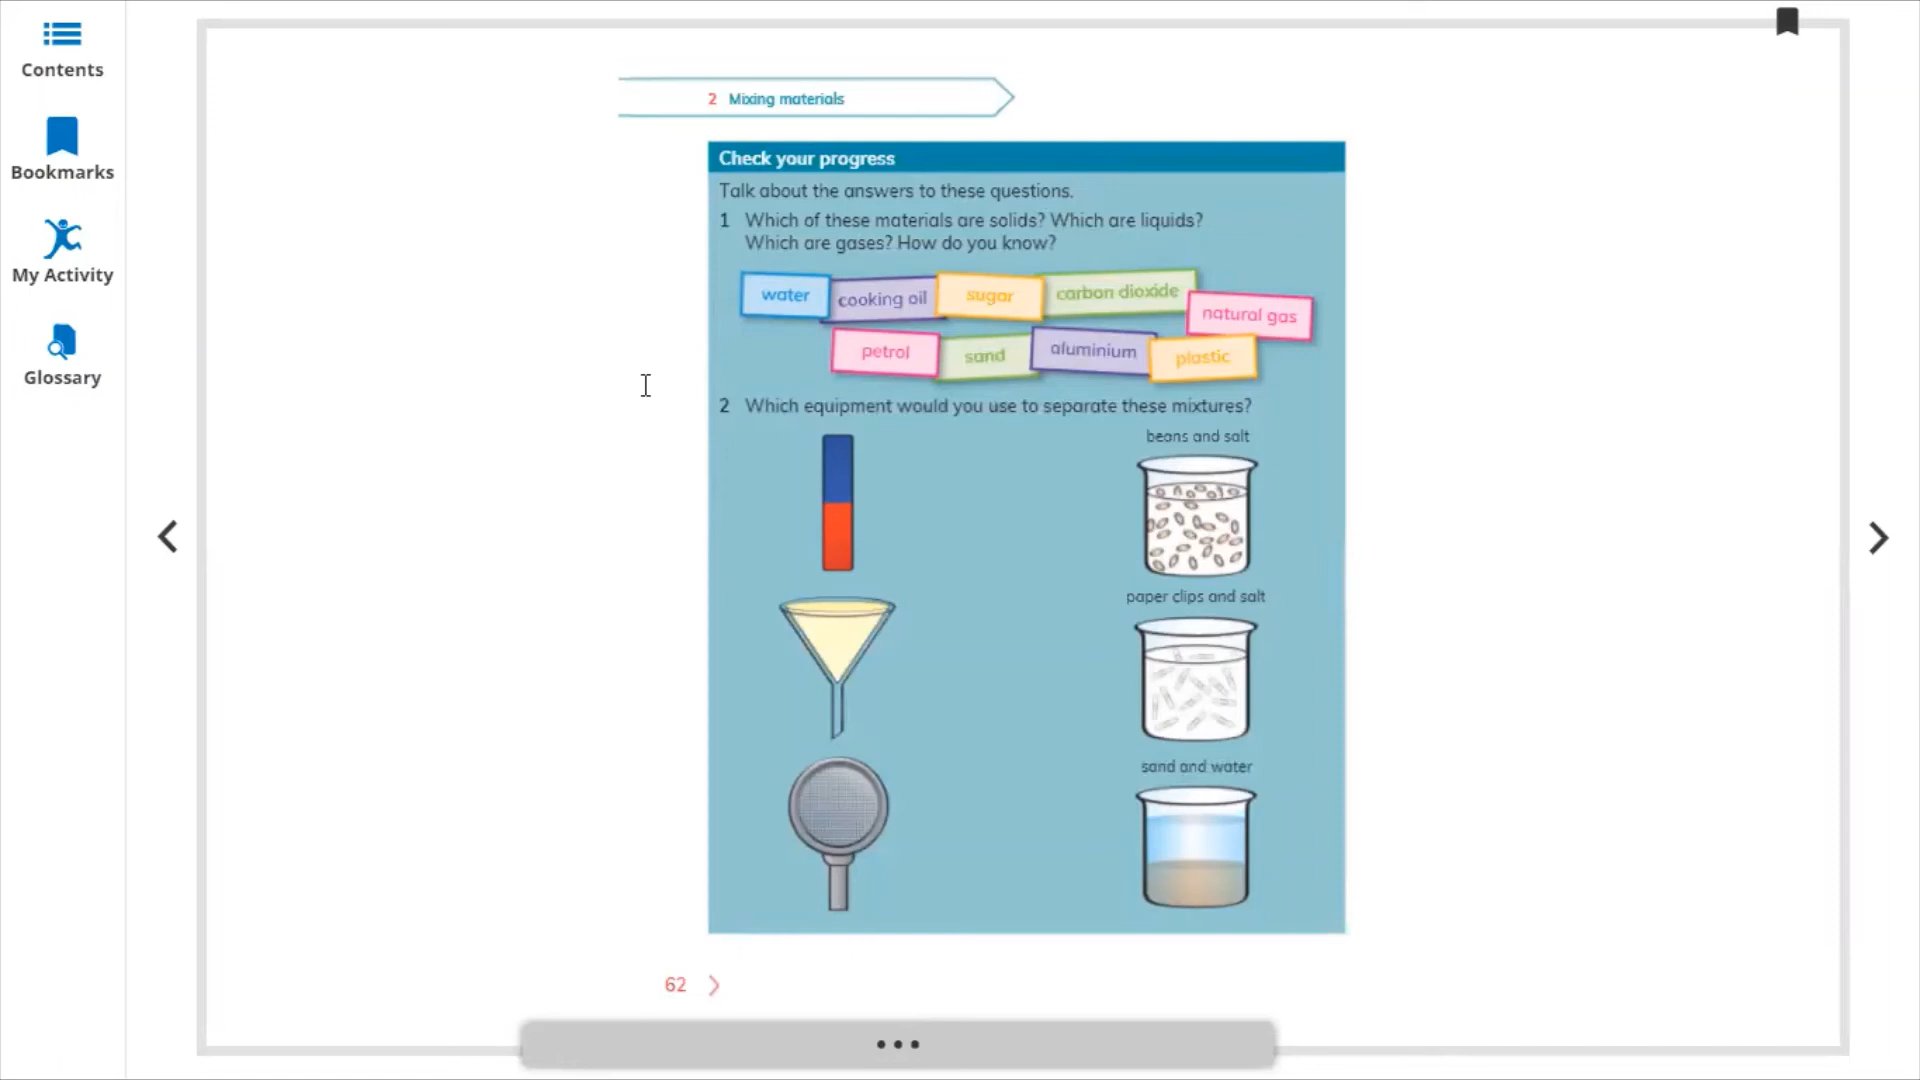 Contents
Bookmarks
My Activity
Glossary
2 Mixing materials
Check your progress
Talk about the answers to these questions.
1 Which of these materials are solids? Which are liquids?
Which are gases? How do you know?
water cooking oil sugar carbon dioxide natural gas
petrol sand aluminium plastic
2 Which equipment would you use to separate these mixtures?
beans and salt
paper clips and salt
sand and water
62